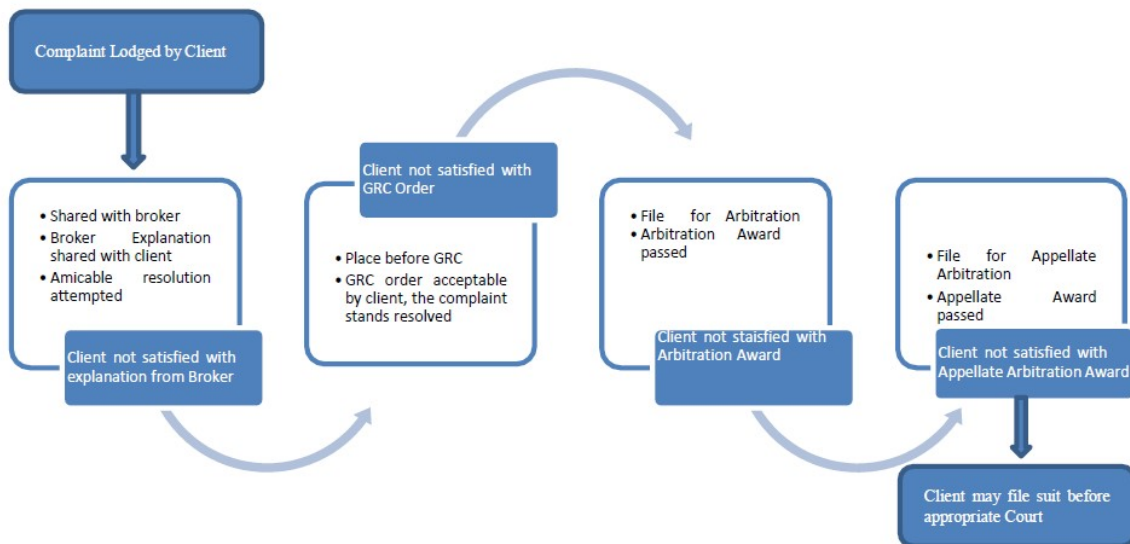 Complaint Lodged by Client
• Shared with broker
• Broker Explanation
shared with client
• Amicable resolution
attempted
Client not satisfied with
explanation from Broker
Client not satisfied with
GRC Order
• Place before GRC
• GRC order acceptable
by client, the complaint
stands resolved
• File for Arbitration
• Arbitration Award
passed
Client not staisfied with
Arbitration Award
• File for Appellate
Arbitration
• Appellate Award
passed
Client not satisfied with
Appellate Arbitration Award
Client may file suit before
appropriate Court